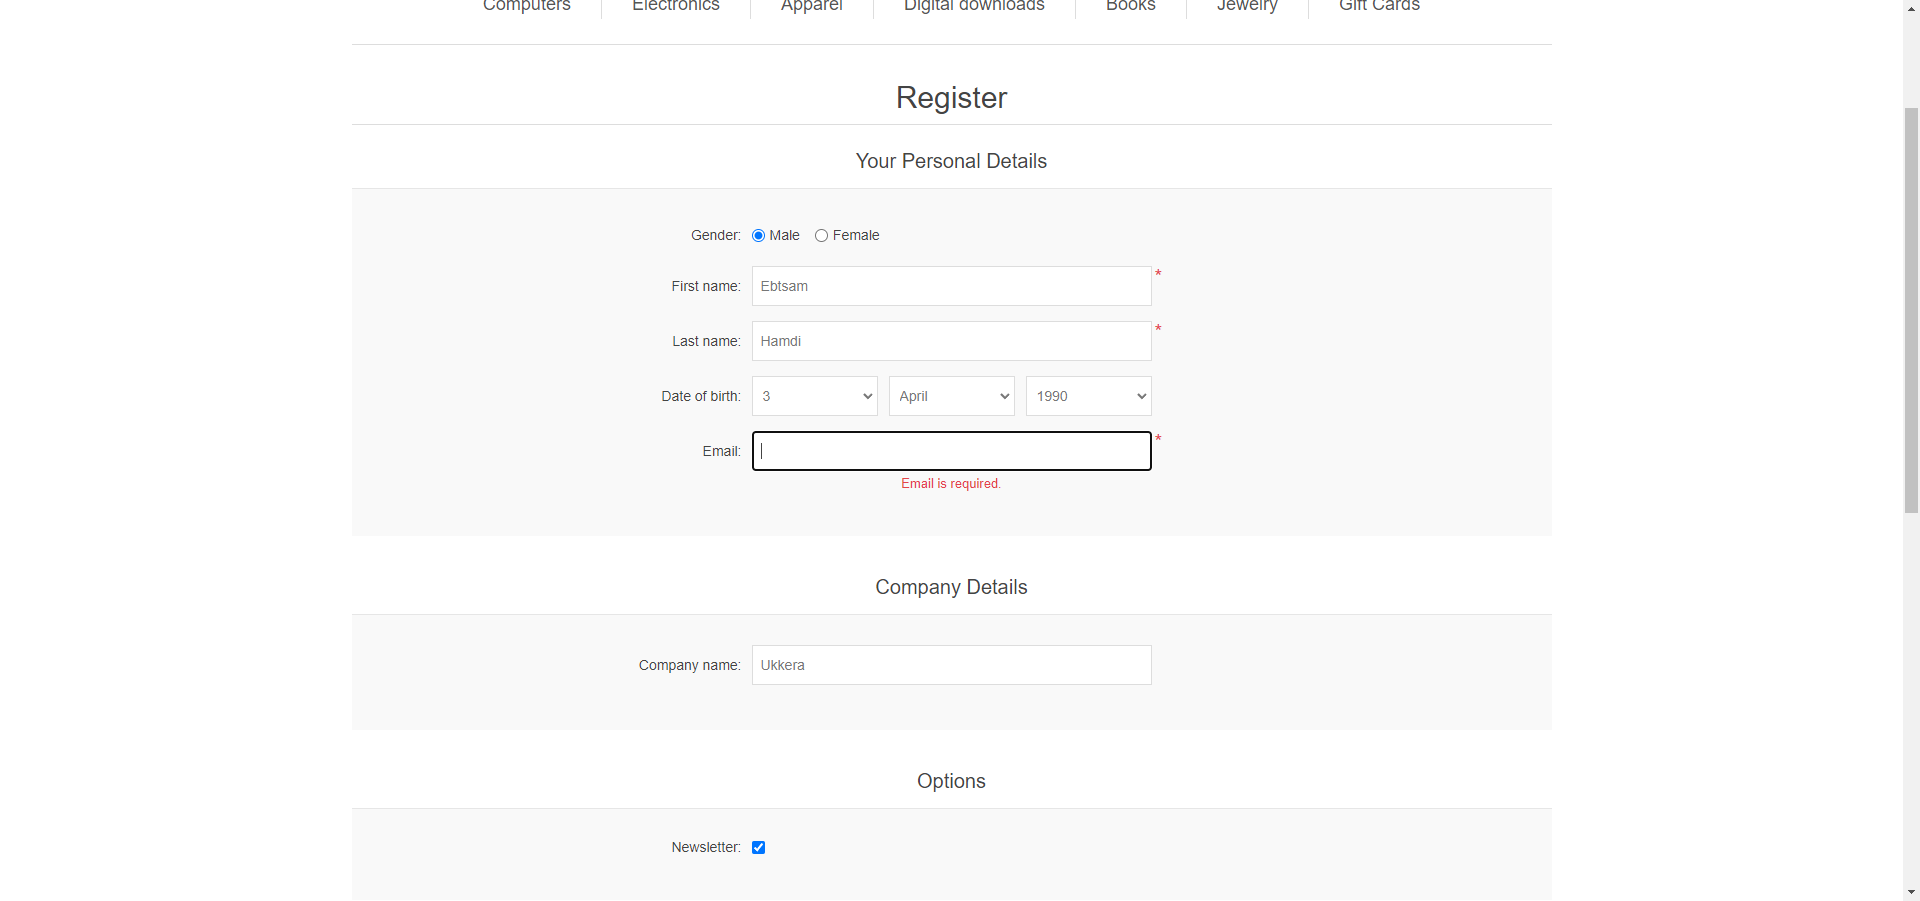 Computers Electronics Apparel Digital downloads Books Jewelry Gift Cards
Register
Your Personal Details
Gender: Male Female
First name: Ebtsam *
Last name: Hamdi *
Date of birth: 3 April 1990
Email: *
Email is required.
Company Details
Company name: Ukkera
Options
Newsletter: